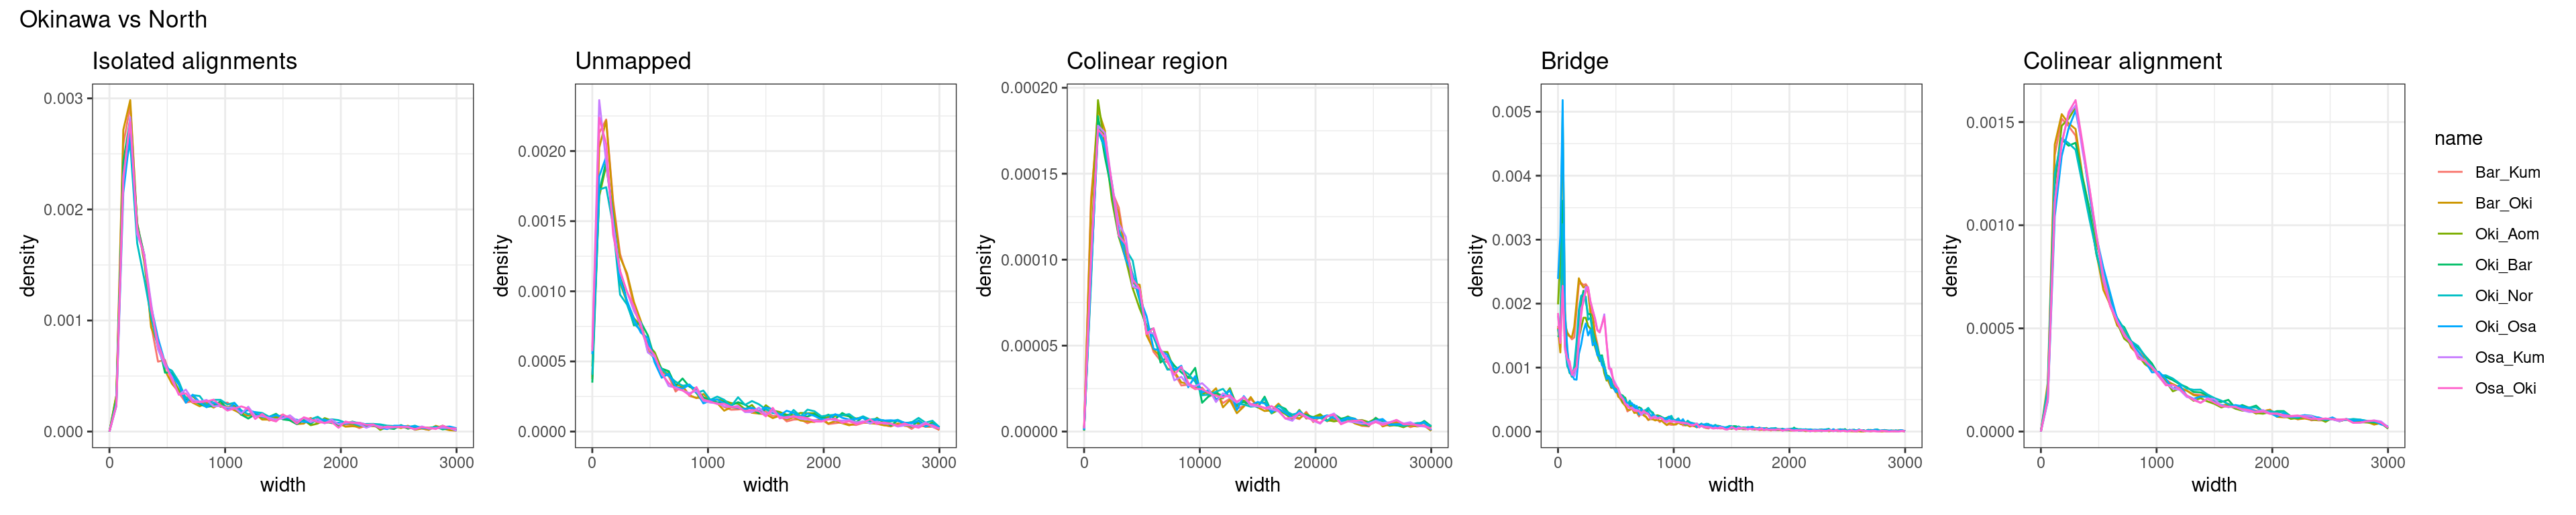 Okinawa vs North
Isolated alignments
0.003
0.002
0.001
0.000
density
0
1000
2000
3000
width
Unmapped
0.0020
0.0015
0.0010
0.0005
0.0000
density
0
1000
2000
3000
width
Colinear region
0.00020
0.00015
0.00010
0.00005
0.00000
density
0
10000
20000
30000
width
Bridge
0.005
0.004
0.003
0.002
0.001
0.000
density
0
1000
2000
3000
width
Colinear alignment
0.0015
0.0010
0.0005
0.0000
density
0
1000
2000
3000
width
name
Bar_Kum
Bar_Oki
Oki_Aom
Oki_Bar
Oki_Nor
Oki_Osa
Osa_Kum
Osa_Oki